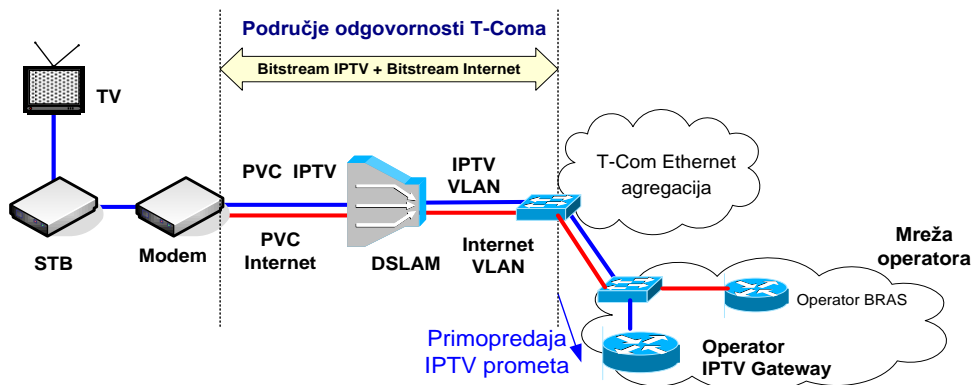 Područje odgovornosti T-Coma
Bitstream IPTV + Bitstream Internet
TV
T-Com Ethernet
agregacija
PVC IPTV
IPTV
VLAN
PVC
Internet
Internet
VLAN
STB
Modem
DSLAM
Mreža
operatora
Operator BRAS
Primopredaja
IPTV prometa
Operator
IPTV Gateway